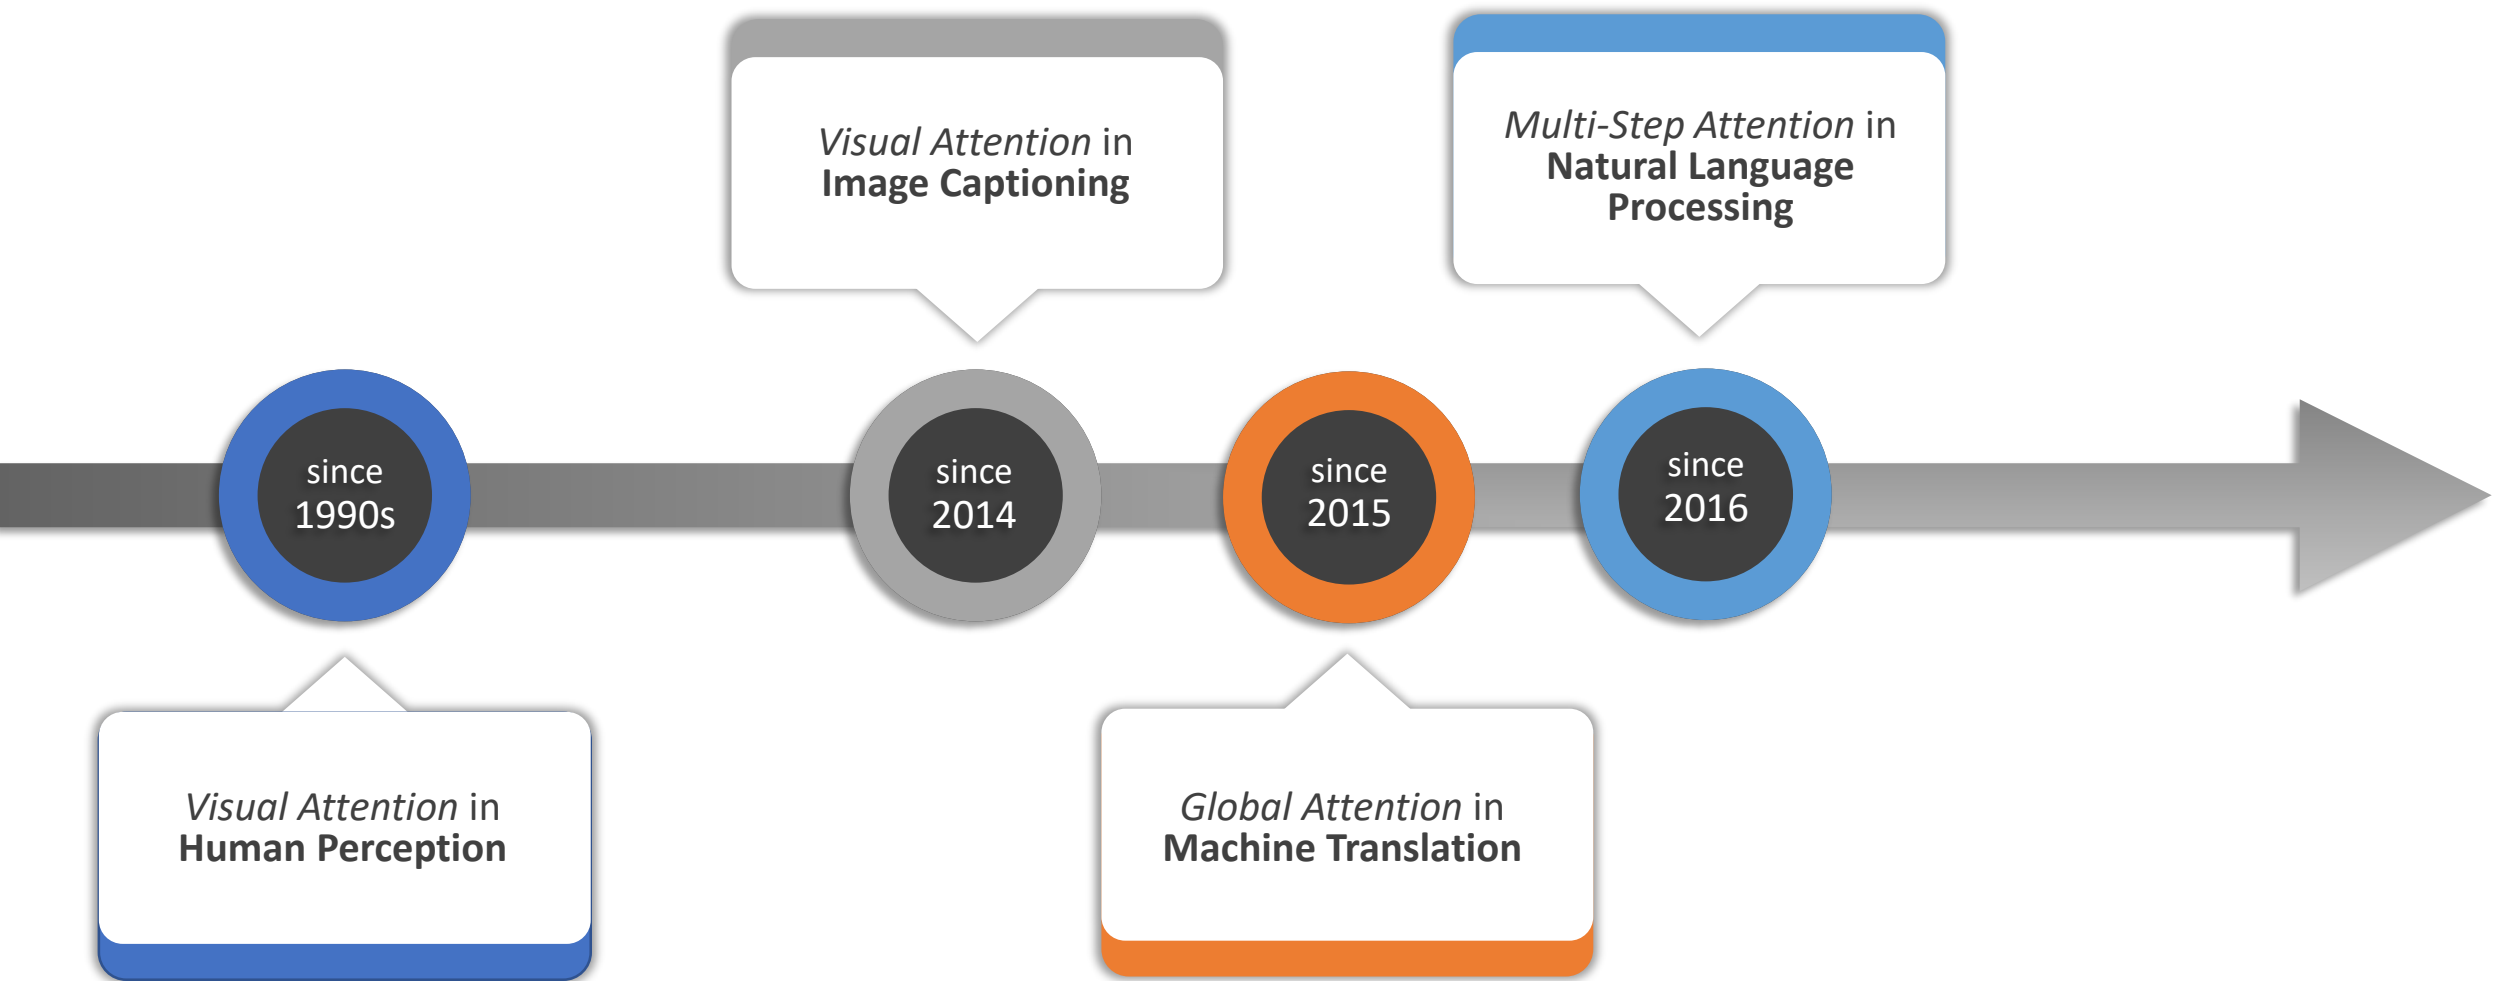 Visual Attention in
Image Captioning
Multi-Step Attention in
Natural Language
Processing
since
1990s
since
2014
since
2015
since
2016
Visual Attention in
Human Perception
Global Attention in
Machine Translation